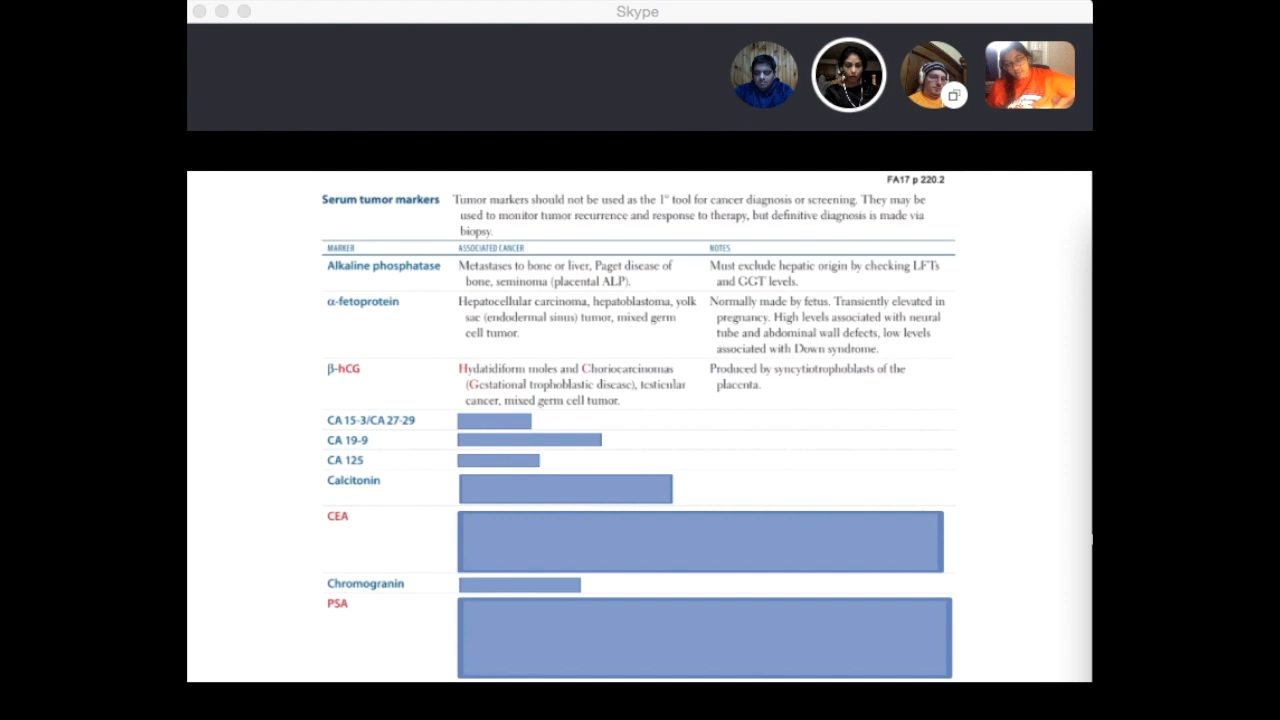 Skype
FA17 p 220.2
Serum tumor markers Tumor markers should not be used as the 1st tool for cancer diagnosis or screening. They may be
used to monitor tumor recurrence and response to therapy, but definitive diagnosis is made via
biopsy.
MARKER ASSOCIATED CANCER NOTES
Alkaline phosphatase Metastases to bone or liver, Paget disease of Must exclude hepatic origin by checking LFTs
bone, seminoma (placental ALP). and GGT levels.
α-fetoprotein Hepatocellular carcinoma, hepatoblastoma, yolk Normally made by fetus. Transiently elevated in
sac (endodermal sinus) tumor, mixed germ pregnancy. High levels associated with neural
cell tumor. tube and abdominal wall defects, low levels
associated with Down syndrome.
β-hCG Hydatidiform moles and Choriocarcinomas Produced by syncytiotrophoblasts of the
(Gestational trophoblastic disease), testicular placenta.
cancer, mixed germ cell tumor.
CA 15-3/CA 27-29
CA 19-9
CA 125
Calcitonin
CEA
Chromogranin
PSA